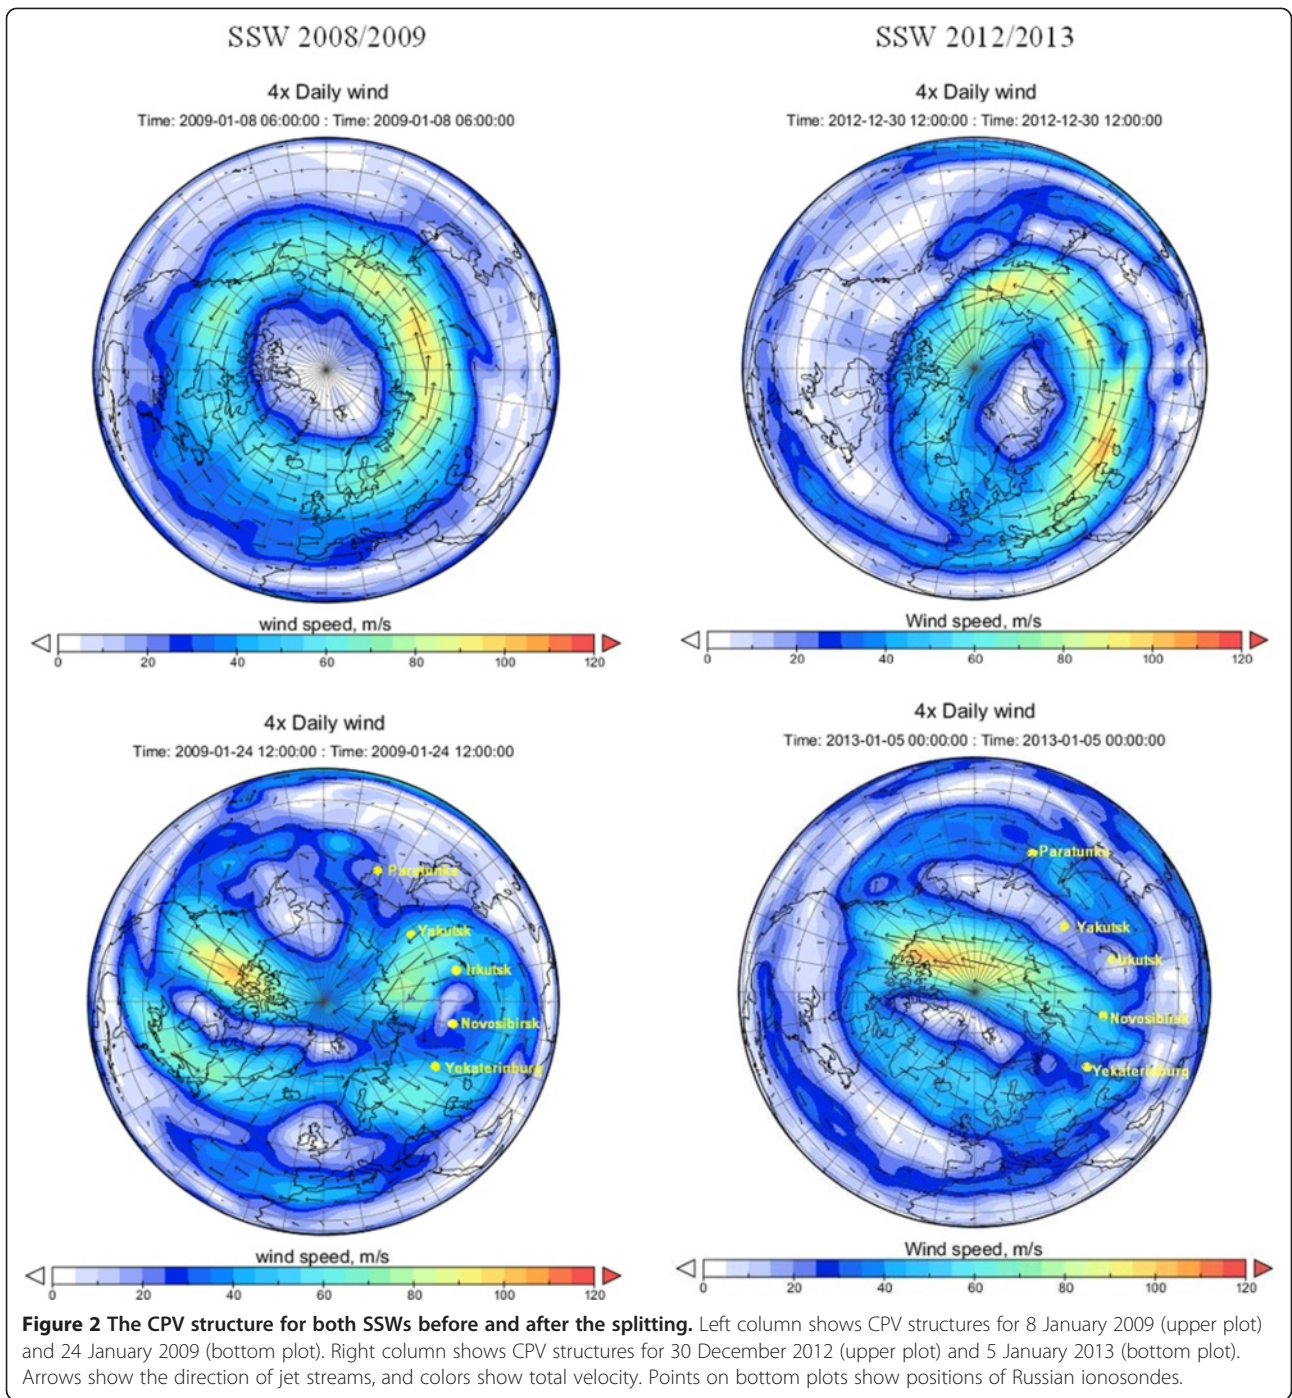 SSW 2008/2009
SSW 2012/2013
4x Daily wind
Time: 2009-01-08 06:00:00 : Time: 2009-01-08 06:00:00
4x Daily wind
Time: 2012-12-30 12:00:00 : Time: 2012-12-30 12:00:00
wind speed, m/s
0 20 40 60 80 100 120
Wind speed, m/s
0 20 40 60 80 100 120
4x Daily wind
Time: 2009-01-24 12:00:00 : Time: 2009-01-24 12:00:00
4x Daily wind
Time: 2013-01-05 00:00:00 : Time: 2013-01-05 00:00:00
Paratunka
Yakutsk
Irkutsk
Novosibirsk
Yekaterinburg
Paratunka
Yakutsk
Irkutsk
Novosibirsk
Yekaterinburg
wind speed, m/s
0 20 40 60 80 100 120
Wind speed, m/s
0 20 40 60 80 100 120
Figure 2 The CPV structure for both SSWs before and after the splitting. Left column shows CPV structures for 8 January 2009 (upper plot)
and 24 January 2009 (bottom plot). Right column shows CPV structures for 30 December 2012 (upper plot) and 5 January 2013 (bottom plot).
Arrows show the direction of jet streams, and colors show total velocity. Points on bottom plots show positions of Russian ionosondes.